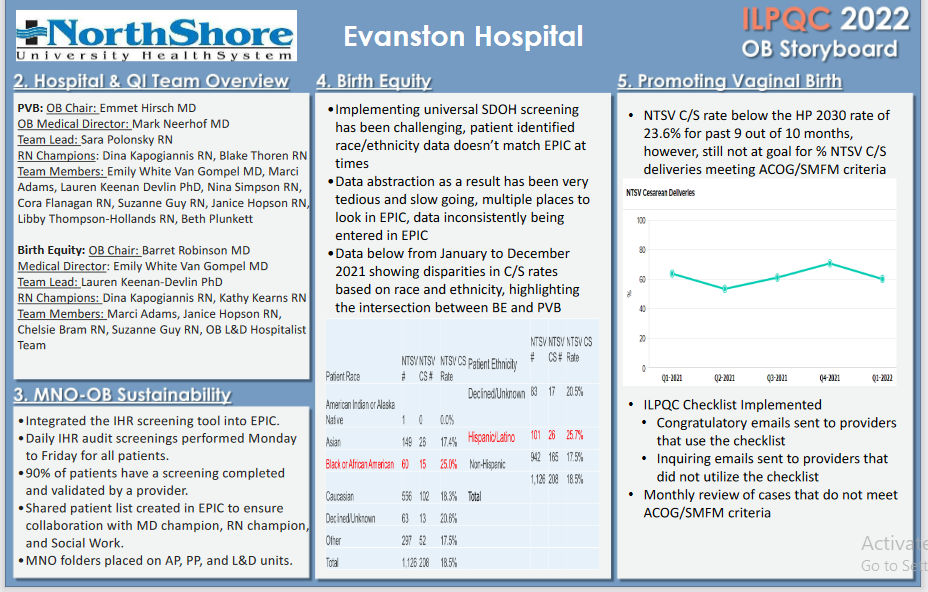 NorthShore
University HealthSystem
Evanston Hospital
ILPQC 2022
OB Storyboard
2. Hospital & QI Team Overview
PVB: OB Chair: Emmet Hirsch MD
OB Medical Director: Mark Neerhof MD
Team Lead: Sara Polonsky RN
RN Champions: Dina Kapogiannis RN, Blake Thoren RN
Team Members: Emily White Van Gompel MD, Marci
Adams, Lauren Keenan Devlin PhD, Nina Simpson RN,
Cora Flanagan RN, Suzanne Guy RN, Janice Hopson RN,
Libby Thompson-Hollands RN, Beth Plunkett
Birth Equity: OB Chair: Barret Robinson MD
Medical Director: Emily White Van Gompel MD
Team Lead: Lauren Keenan-Devlin PhD
RN Champions: Dina Kapogiannis RN, Kathy Kearns RN
Team Members: Marci Adams, Janice Hopson RN,
Chelsie Bram RN, Suzanne Guy RN, OB L&D Hospitalist
Team
3. MNO-OB Sustainability
•Integrated the IHR screening tool into EPIC.
•Daily IHR audit screenings performed Monday
to Friday for all patients.
•90% of patients have a screening completed
and validated by a provider.
•Shared patient list created in EPIC to ensure
collaboration with MD champion, RN champion,
and Social Work.
•MNO folders placed on AP, PP, and L&D units.
4. Birth Equity
•Implementing universal SDOH screening
has been challenging, patient identified
race/ethnicity data doesn't match EPIC at
times
•Data abstraction as a result has been very
tedious and slow going, multiple places to
look in EPIC, data inconsistently being
entered in EPIC
•Data below from January to December
2021 showing disparities in C/S rates
based on race and ethnicity, highlighting
the intersection between BE and PVB
Patient Race NTSV # NTSV CS # NTSV CS Rate
American Indian or Alaska
Native 1 0 0.0%
Asian 149 26 17.4%
Black or African American 60 15 25.0%
Caucasian 556 102 18.3%
Declined/Unknown 63 13 20.6%
Other 297 52 17.5%
Total 1,126 208 18.5%
Patient Ethnicity NTSV # NTSV CS # NTSV CS Rate
Declined/Unknown 83 17 20.5%
Hispanic/Latino 101 26 25.7%
Non-Hispanic 942 165 17.5%
Total 1,126 208 18.5%
5. Promoting Vaginal Birth
• NTSV C/S rate below the HP 2030 rate of
23.6% for past 9 out of 10 months,
however, still not at goal for % NTSV C/S
deliveries meeting ACOG/SMFM criteria
NTSV Cesarean Deliveries
100
80
60
%
40
20
0
Q1-2021 Q2-2021 Q3-2021 Q4-2021 Q1-2022
• ILPQC Checklist Implemented
• Congratulatory emails sent to providers
that use the checklist
• Inquiring emails sent to providers that
did not utilize the checklist
• Monthly review of cases that do not meet
ACOG/SMFM criteria
Activate
Go to